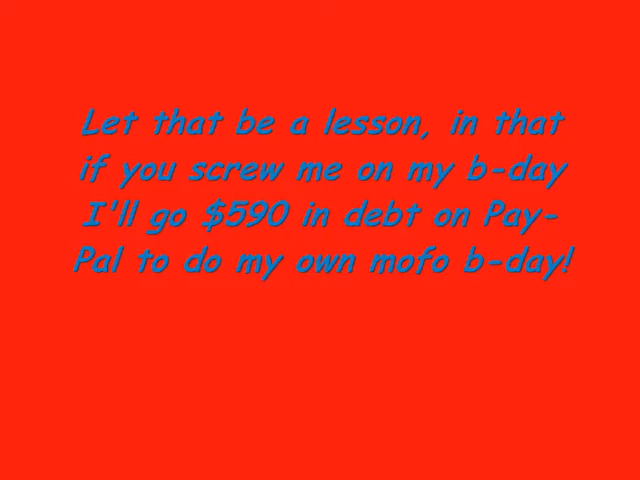 Let that be a lesson, in that
if you screw me on my b-day
I'll go $590 in debt on Pay-
Pal to do my own mofo b-day!